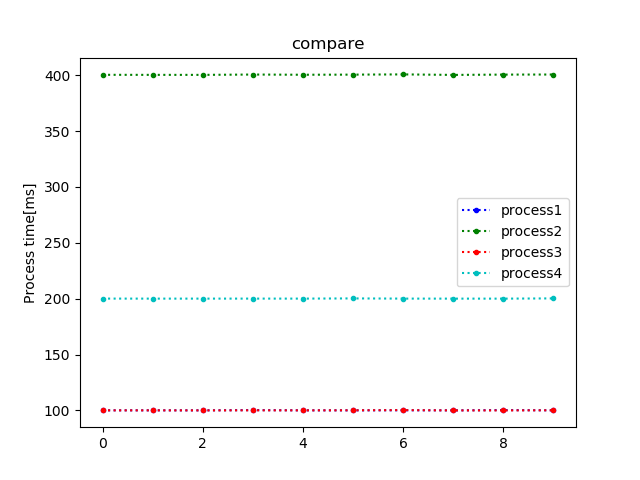 compare
Process time[ms]
400
350
300
250
200
150
100
0 2 4 6 8
process1
process2
process3
process4